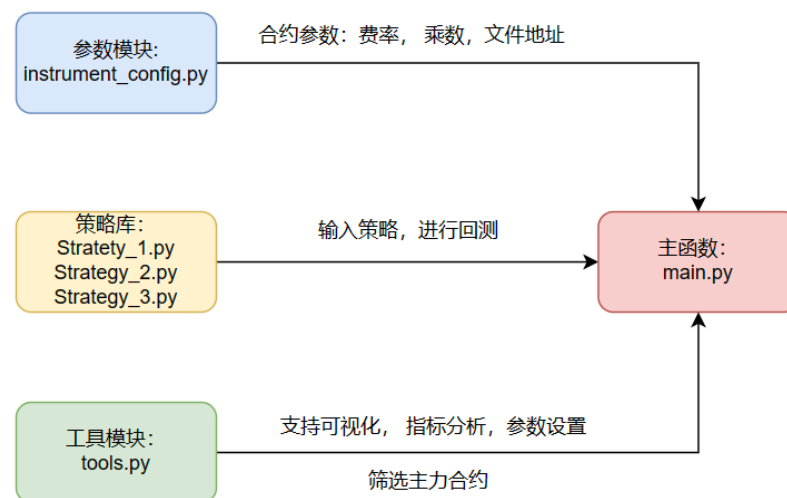 参数模块:
instrument_config.py
合约参数：费率， 乘数，文件地址
策略库：
Stratety_1.py
Strategy_2.py
Strategy_3.py
输入策略，进行回测
主函数：
main.py
工具模块：
tools.py
支持可视化， 指标分析，参数设置
筛选主力合约